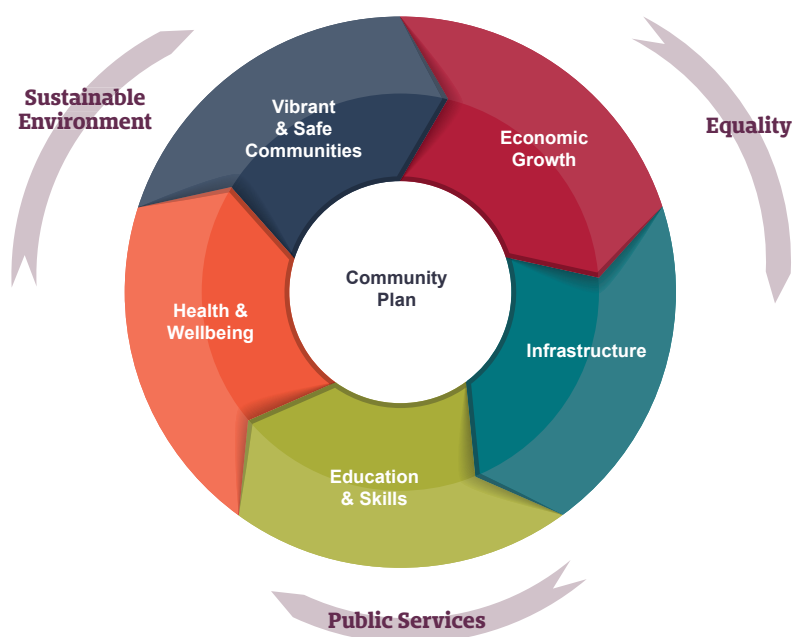 Sustainable
Environment
Vibrant
& Safe
Communities
Economic
Growth
Equality
Community
Plan
Health &
Wellbeing
Infrastructure
Education
& Skills
Public Services